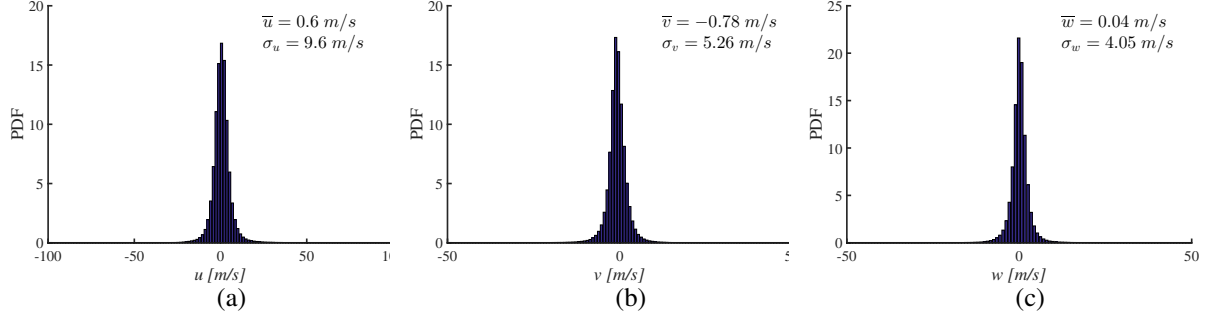 20
15
10
5
0
PDF
u̅ = 0.6 m/s
σ_u = 9.6 m/s
-100
-50
0
50
10
u [m/s]
(a)
20
15
10
5
0
PDF
v̅ = −0.78 m/s
σ_v = 5.26 m/s
-50
0
5
v [m/s]
(b)
25
20
15
10
5
0
PDF
w̅ = 0.04 m/s
σ_w = 4.05 m/s
-50
0
50
w [m/s]
(c)